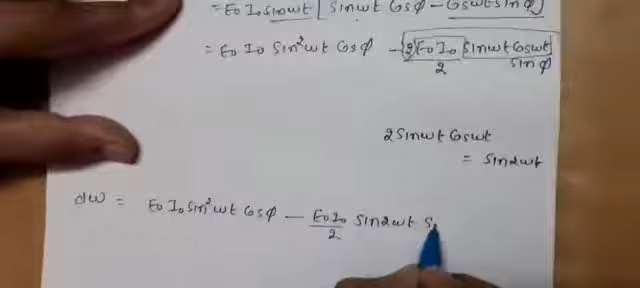 = E₀ I₀ sinωt [ sinωt Cosφ − Cosωt sinφ ]
= E₀ I₀ sin²ωt Cosφ − 2 E₀ I₀ / 2 sinωt Cosωt sinφ
2 sinωt Cosωt
= sin2ωt
dw = E₀ I₀ sin²ωt Cosφ − E₀ I₀ / 2 sin2ωt S